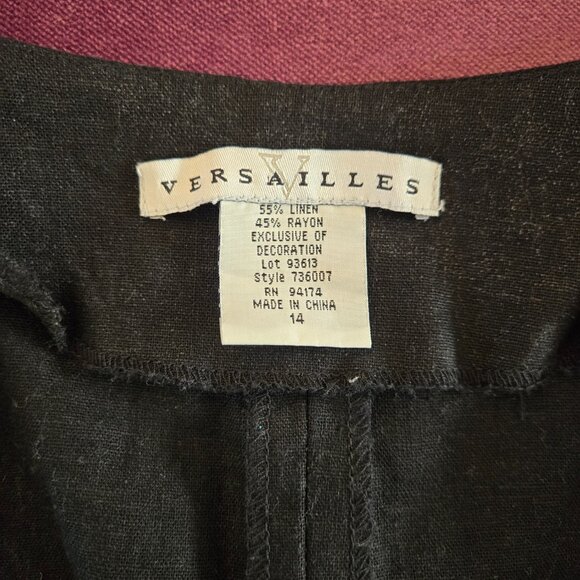 VERSAILLES
55% LINEN
45% RAYON
EXCLUSIVE OF
DECORATION
Lot 93613
Style 736007
RN 94174
MADE IN CHINA
14